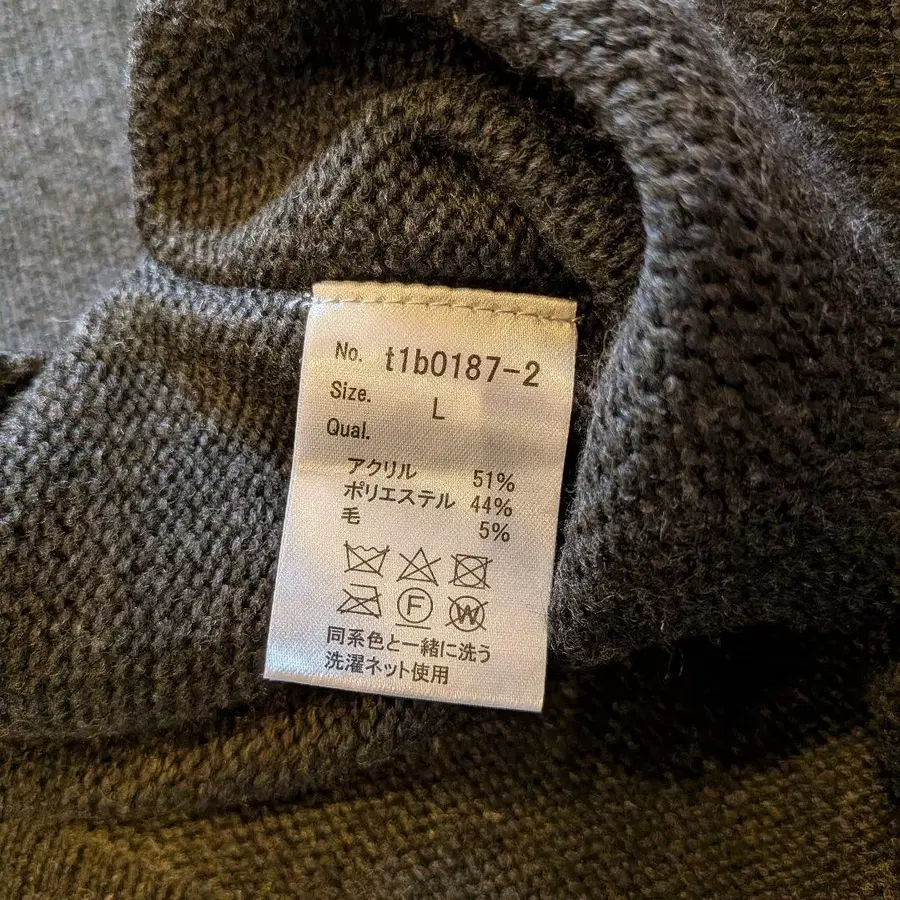 No. t1b0187-2
Size. L
Qual.
アクリル 51%
ポリエステル 44%
毛 5%
F W
同系色と一緒に洗う
洗濯ネット使用